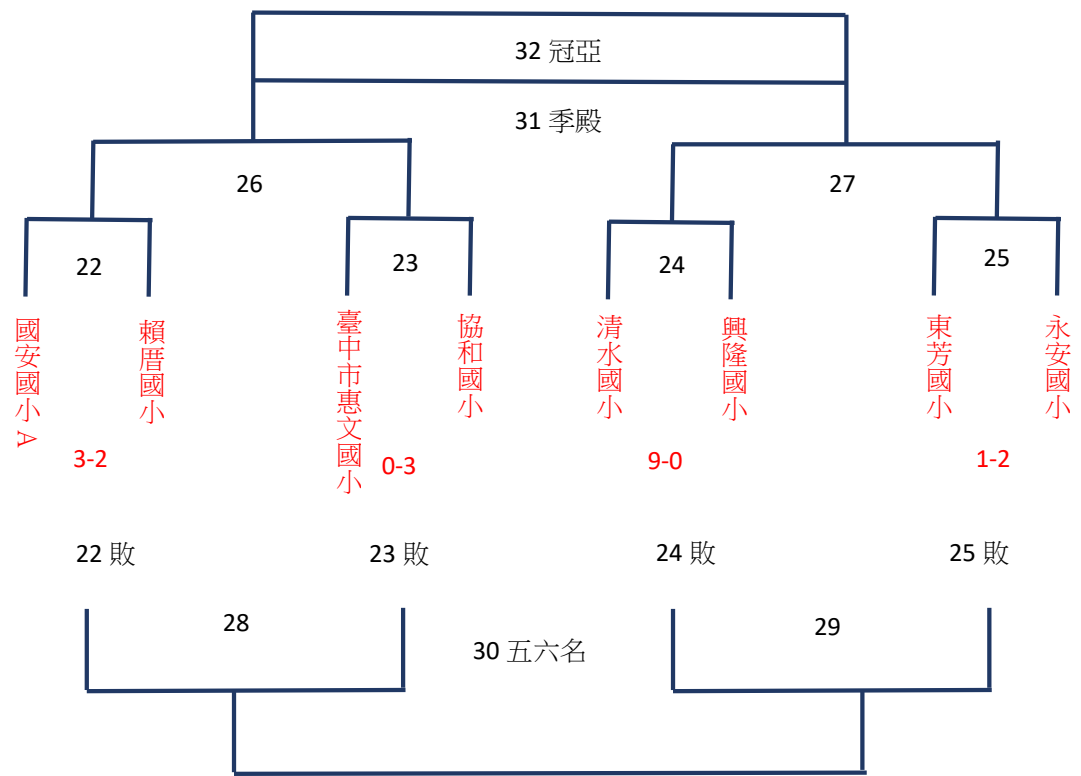 32 冠亞
31 季殿
26
27
22
23
24
25
國安國小 A
賴厝國小
臺中市惠文國小
協和國小
清水國小
興隆國小
東芳國小
永安國小
3-2
0-3
9-0
1-2
22 敗
23 敗
24 敗
25 敗
28
29
30 五六名